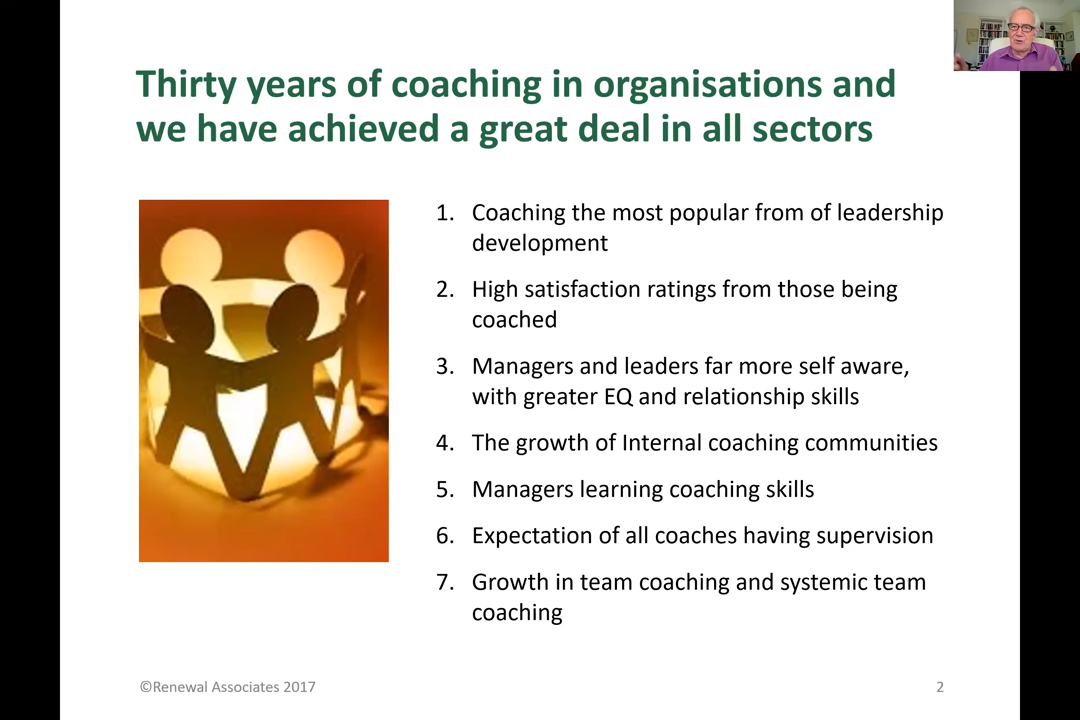 Thirty years of coaching in organisations and
we have achieved a great deal in all sectors
1. Coaching the most popular from of leadership
development
2. High satisfaction ratings from those being
coached
3. Managers and leaders far more self aware,
with greater EQ and relationship skills
4. The growth of Internal coaching communities
5. Managers learning coaching skills
6. Expectation of all coaches having supervision
7. Growth in team coaching and systemic team
coaching
©Renewal Associates 2017
2